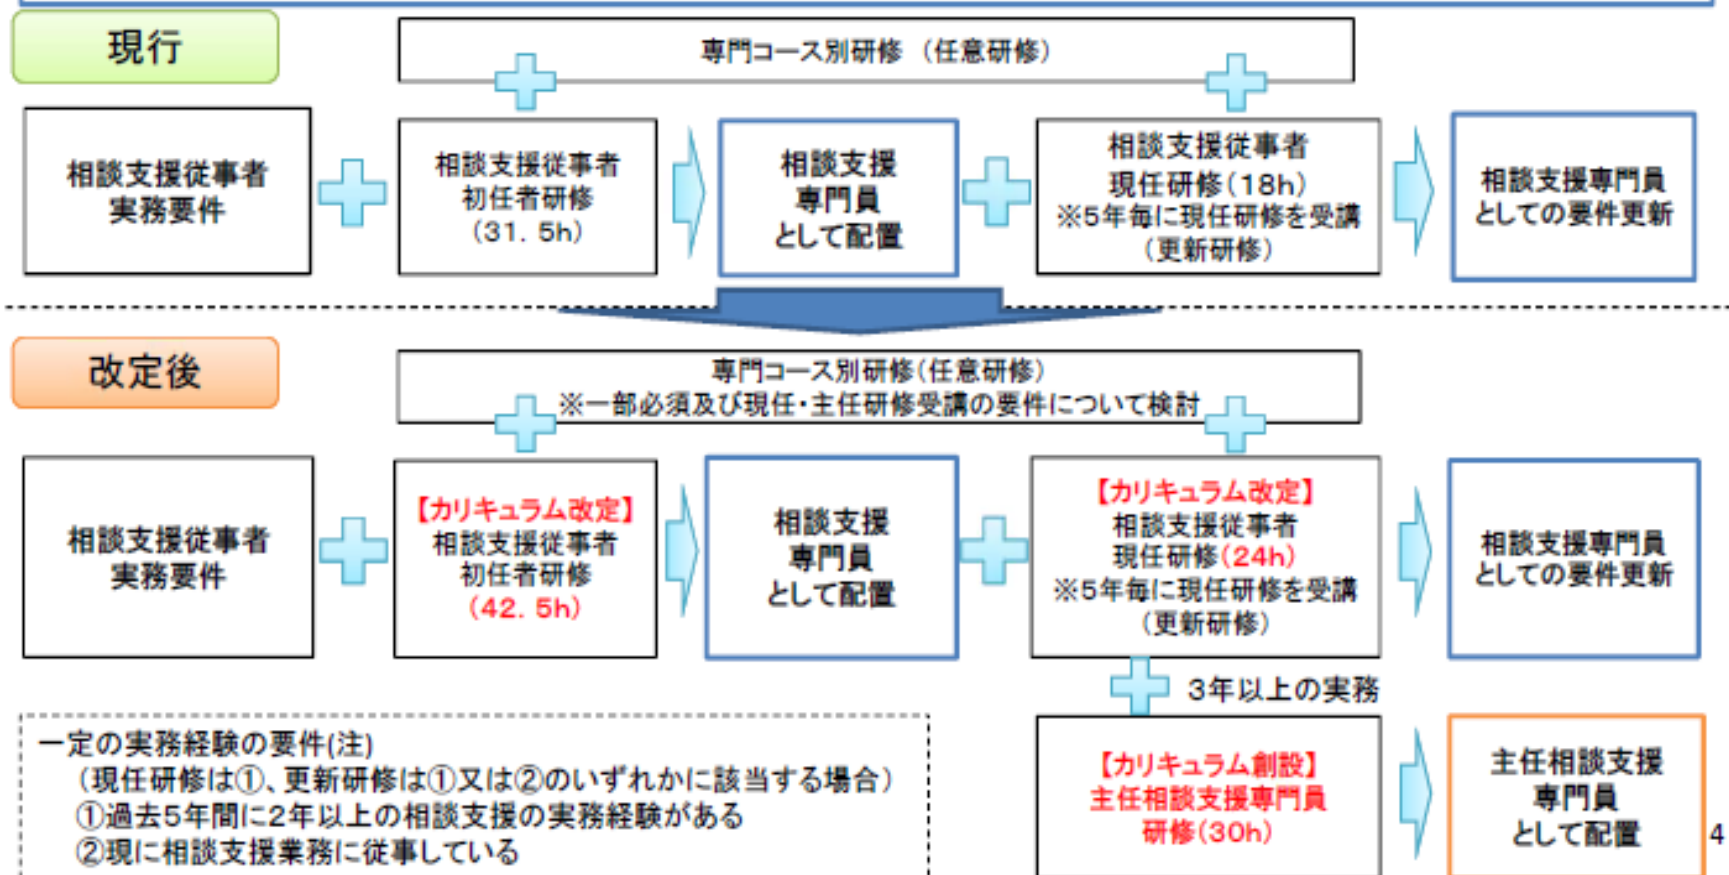 現行
専門コース別研修 (任意研修)
相談支援従事者
実務要件
相談支援従事者
初任者研修
(31. 5h)
相談支援
専門員
として配置
相談支援従事者
現任研修(18h)
※5年毎に現任研修を受講
(更新研修)
相談支援専門員
としての要件更新
改定後
専門コース別研修(任意研修)
※一部必須及び現任・主任研修受講の要件について検討
相談支援従事者
実務要件
【カリキュラム改定】
相談支援従事者
初任者研修
(42. 5h)
相談支援
専門員
として配置
【カリキュラム改定】
相談支援従事者
現任研修(24h)
※5年毎に現任研修を受講
(更新研修)
相談支援専門員
としての要件更新
3年以上の実務
一定の実務経験の要件(注)
(現任研修は①、更新研修は①又は②のいずれかに該当する場合)
①過去5年間に2年以上の相談支援の実務経験がある
②現に相談支援業務に従事している
【カリキュラム創設】
主任相談支援専門員
研修(30h)
主任相談支援
専門員
として配置
4